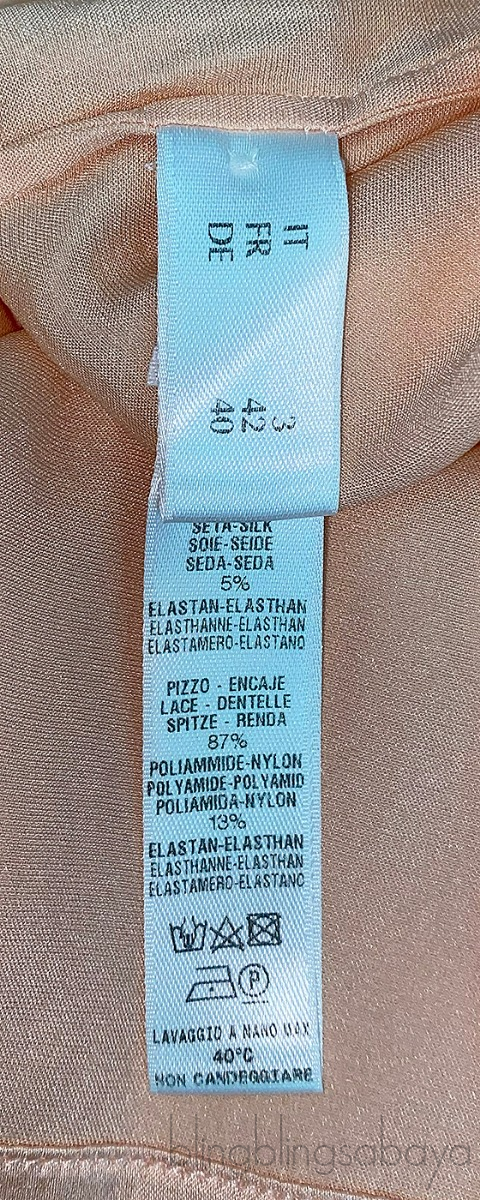 IT 3
FR 42
DE 40
SETA-SILK
SOIE-SEIDE
SEDA-SEDA
5%
ELASTAN-ELASTHAN
ELASTHANNE-ELASTHAN
ELASTAMERO-ELASTANO
PIZZO - ENCAJE
LACE - DENTELLE
SPITZE - RENDA
87%
POLIAMMIDE-NYLON
POLYAMIDE-POLYAMID
POLIAMIDA-NYLON
13%
ELASTAN-ELASTHAN
ELASTHANNE-ELASTHAN
ELASTAMERO-ELASTANO
P
LAVAGGIO A MANO MAX
40°C
NON CANDEGGIARE
blingblingsabaya